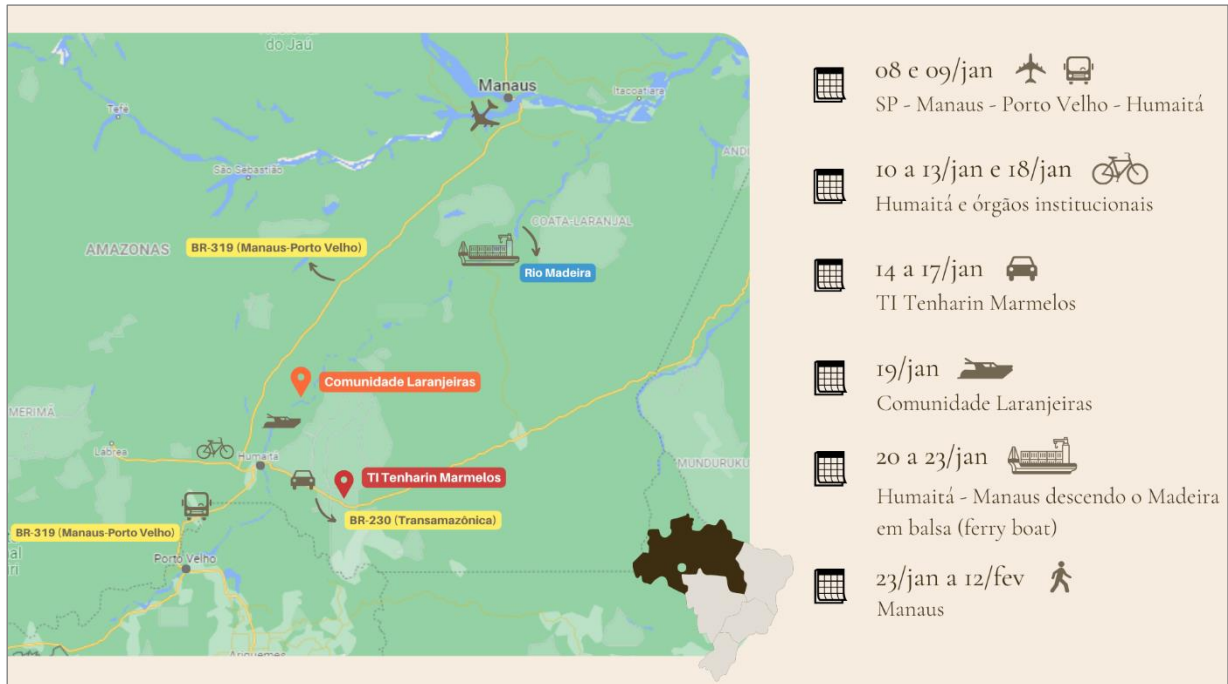 do Jaú
Manaus
Itacoatiara
Tefé
São Sebastião
COATA-LARANJAL
AMAZONAS
BR-319 (Manaus-Porto Velho)
Rio Madeira
Comunidade Laranjeiras
MERIMÃ
Labrea
Humaitá
TI Tenharin Marmelos
MUNDURUKU
BR-230 (Transamazônica)
BR-319 (Manaus-Porto Velho)
Porto Velho
Ariquemes
08 e 09/jan
SP - Manaus - Porto Velho - Humaitá
10 a 13/jan e 18/jan
Humaitá e órgãos institucionais
14 a 17/jan
TI Tenharin Marmelos
19/jan
Comunidade Laranjeiras
20 a 23/jan
Humaitá - Manaus descendo o Madeira
em balsa (ferry boat)
23/jan a 12/fev
Manaus